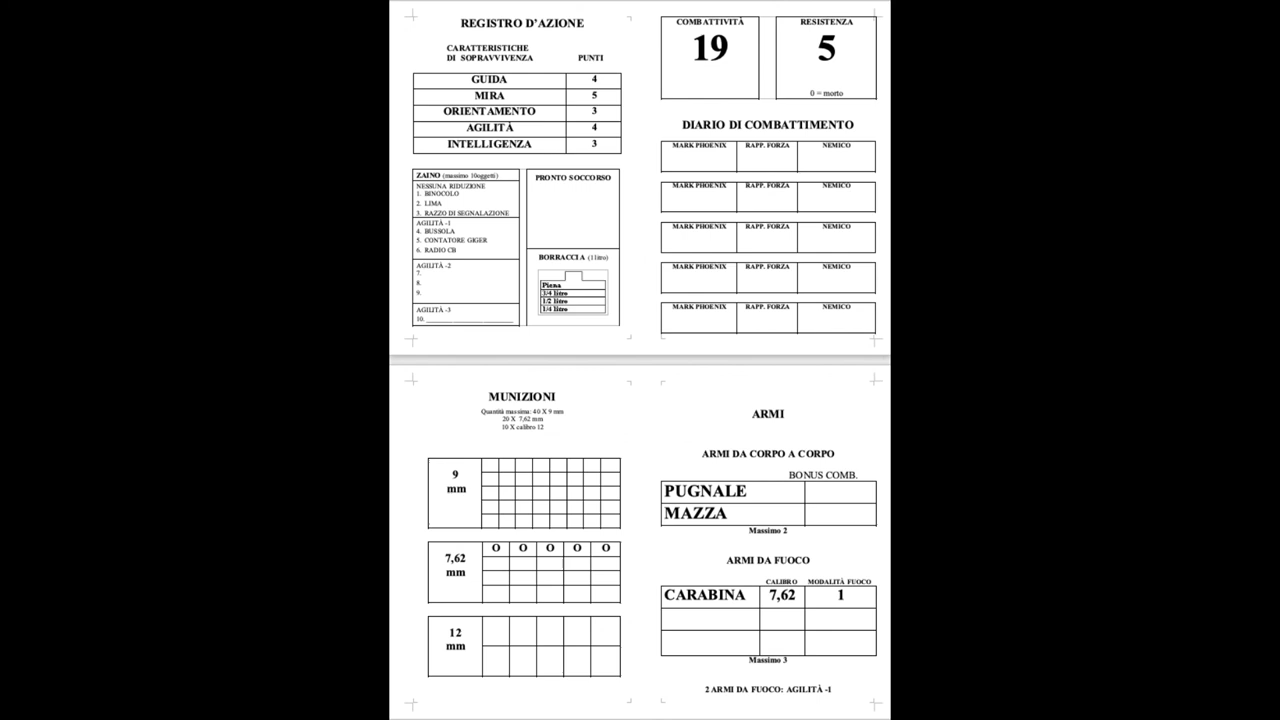 REGISTRO D'AZIONE
CARATTERISTICHE
DI SOPRAVVIVENZA PUNTI
GUIDA 4
MIRA 5
ORIENTAMENTO 3
AGILITÀ 4
INTELLIGENZA 3
ZAINO (massimo 10oggetti)
NESSUNA RIDUZIONE
1. BINOCOLO
2. LIMA
3. RAZZO DI SEGNALAZIONE
AGILITÀ -1
4. BUSSOLA
5. CONTATORE GIGER
6. RADIO CB
AGILITÀ -2
7.
8.
9.
AGILITÀ -3
10. ___________________________
PRONTO SOCCORSO
BORRACCIA (1 litro)
Piena
3/4 litro
1/2 litro
1/4 litro
COMBATTIVITÀ
19
RESISTENZA
5
0 = morto
DIARIO DI COMBATTIMENTO
MARK PHOENIX RAPP. FORZA NEMICO
MARK PHOENIX RAPP. FORZA NEMICO
MARK PHOENIX RAPP. FORZA NEMICO
MARK PHOENIX RAPP. FORZA NEMICO
MARK PHOENIX RAPP. FORZA NEMICO
MUNIZIONI
Quantità massima: 40 X 9 mm
20 X 7,62 mm
10 X calibro 12
9
mm
7,62
mm
O O O O O
12
mm
ARMI
ARMI DA CORPO A CORPO
BONUS COMB.
PUGNALE
MAZZA
Massimo 2
ARMI DA FUOCO
CALIBRO MODALITÀ FUOCO
CARABINA 7,62 1
Massimo 3
2 ARMI DA FUOCO: AGILITÀ -1